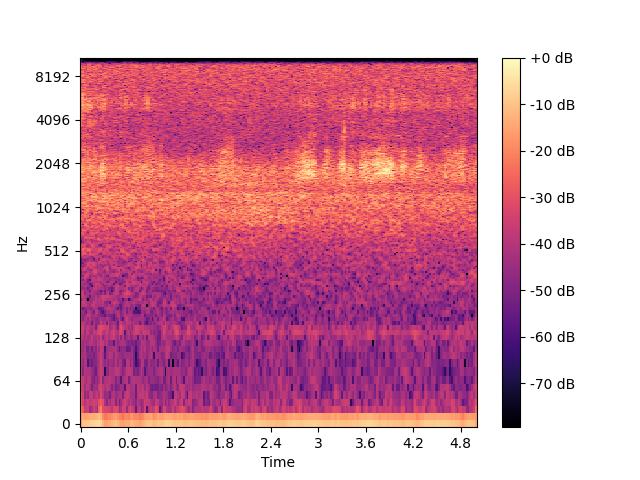 8192
4096
2048
1024
512
256
128
64
0
Hz
0 0.6 1.2 1.8 2.4 3 3.6 4.2 4.8
Time
+0 dB
-10 dB
-20 dB
-30 dB
-40 dB
-50 dB
-60 dB
-70 dB